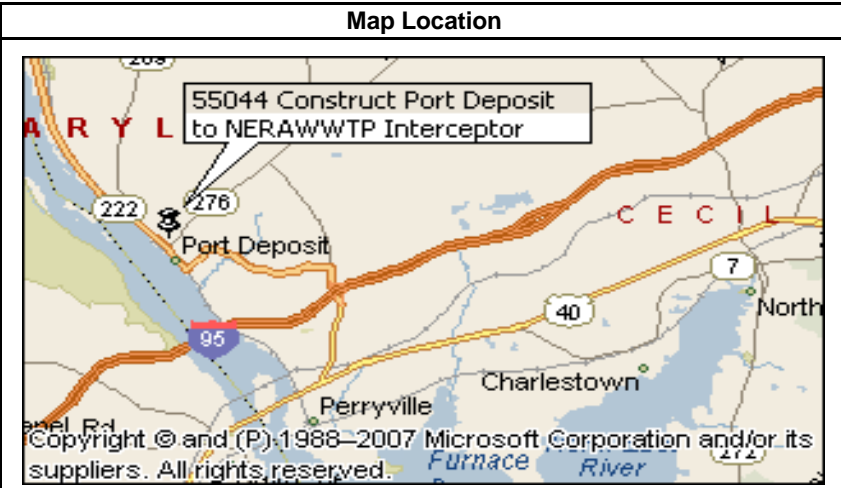 Map Location
55044 Construct Port Deposit
to NERAWWTP Interceptor
A R Y L
222
276
Port Deposit
C E C I L
7
North
40
95
Charlestown
Perryville
Copyright © and (P) 1988–2007 Microsoft Corporation and/or its
suppliers. All rights reserved.
Furnace
River
272